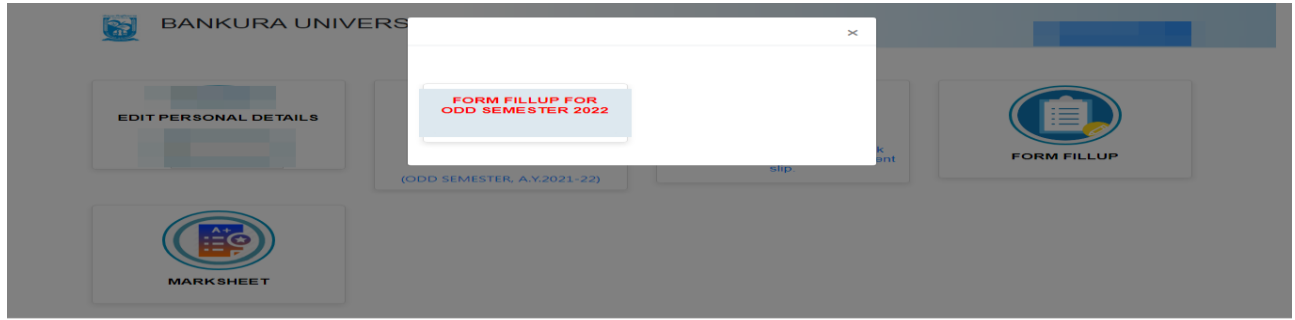 BANKURA UNIVERS
×
FORM FILLUP FOR
ODD SEMESTER 2022
EDIT PERSONAL DETAILS
(ODD SEMESTER, A.Y.2021-22)
slip.
FORM FILLUP
A+
MARKSHEET